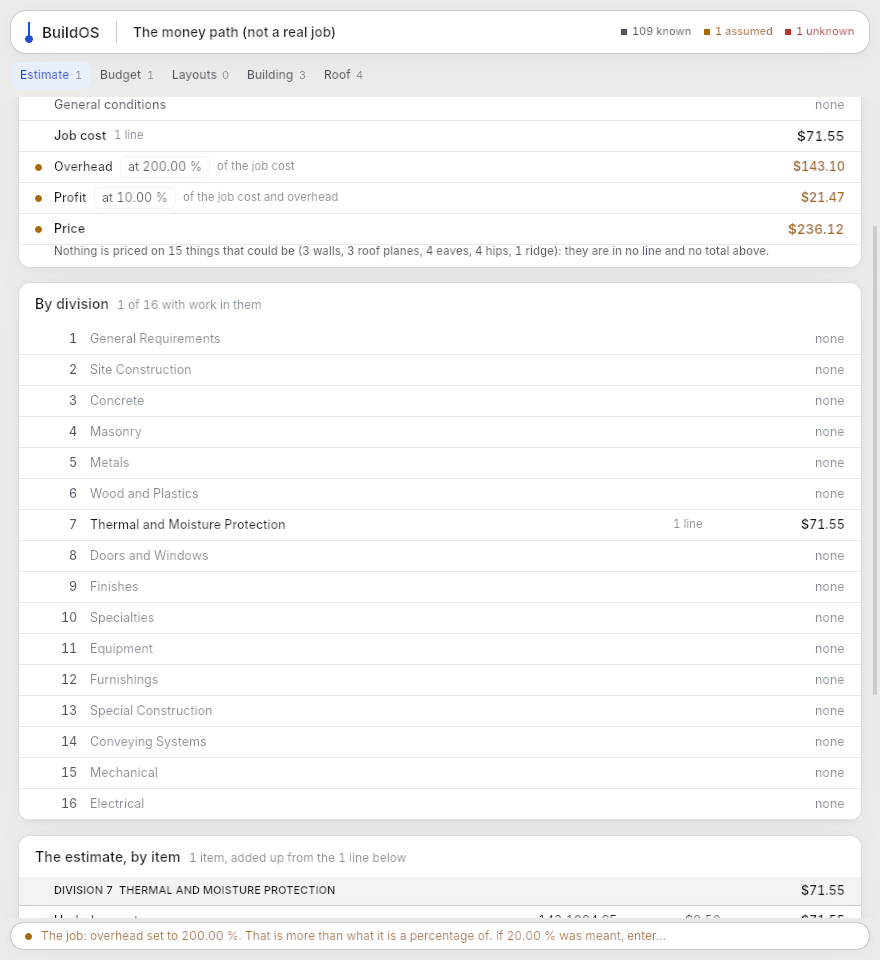 BuildOS The money path (not a real job) 109 known 1 assumed 1 unknown
Estimate 1 Budget 1 Layouts 0 Building 3 Roof 4
General conditions none
Job cost 1 line $71.55
Overhead at 200.00 % of the job cost $143.10
Profit at 10.00 % of the job cost and overhead $21.47
Price $236.12
Nothing is priced on 15 things that could be (3 walls, 3 roof planes, 4 eaves, 4 hips, 1 ridge): they are in no line and no total above.
By division 1 of 16 with work in them
1 General Requirements none
2 Site Construction none
3 Concrete none
4 Masonry none
5 Metals none
6 Wood and Plastics none
7 Thermal and Moisture Protection 1 line $71.55
8 Doors and Windows none
9 Finishes none
10 Specialties none
11 Equipment none
12 Furnishings none
13 Special Construction none
14 Conveying Systems none
15 Mechanical none
16 Electrical none
The estimate, by item 1 item, added up from the 1 line below
DIVISION 7 THERMAL AND MOISTURE PROTECTION $71.55
$71.55
The job: overhead set to 200.00 %. That is more than what it is a percentage of. If 20.00 % was meant, enter...